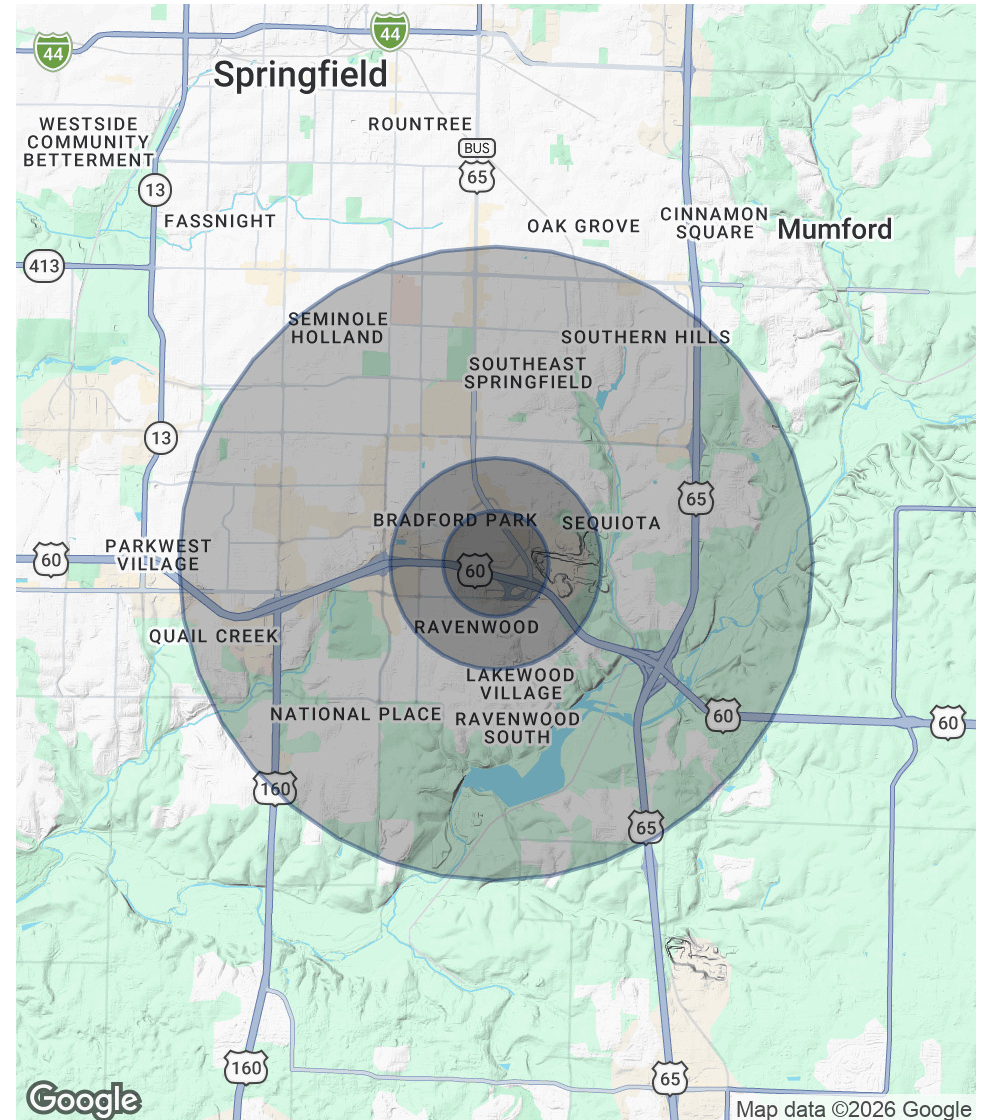 44
44
Springfield
WESTSIDE
COMMUNITY
BETTERMENT
ROUNTREE
BUS
65
13
FASSNIGHT
OAK GROVE
CINNAMON
SQUARE
Mumford
413
SEMINOLE
HOLLAND
SOUTHERN HILLS
SOUTHEAST
SPRINGFIELD
13
65
BRADFORD PARK
SEQUIOTA
60
PARKWEST
VILLAGE
60
QUAIL CREEK
RAVENWOOD
LAKEWOOD
VILLAGE
NATIONAL PLACE
RAVENWOOD
SOUTH
60
60
160
65
160
65
Google
Map data ©2026 Google